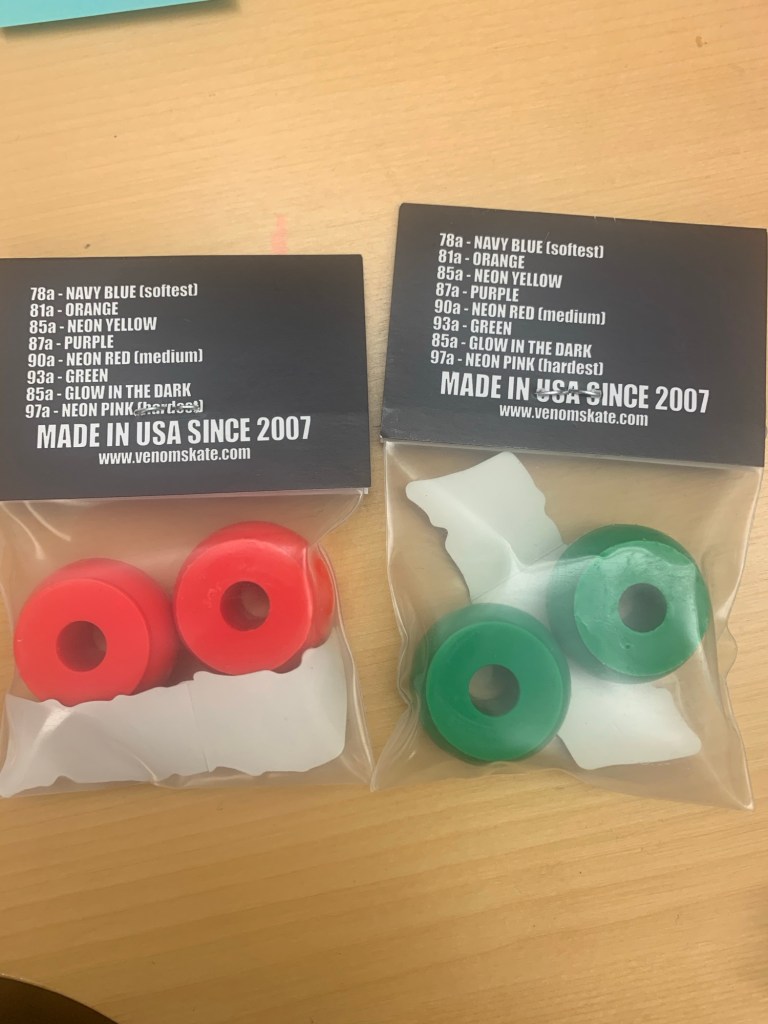 78a - NAVY BLUE (softest)
81a - ORANGE
85a - NEON YELLOW
87a - PURPLE
90a - NEON RED (medium)
93a - GREEN
85a - GLOW IN THE DARK
97a - NEON PINK (hardest)
MADE IN USA SINCE 2007
www.venomskate.com
78a - NAVY BLUE (softest)
81a - ORANGE
85a - NEON YELLOW
87a - PURPLE
90a - NEON RED (medium)
93a - GREEN
85a - GLOW IN THE DARK
97a - NEON PINK (hardest)
MADE IN USA SINCE 2007
www.venomskate.com